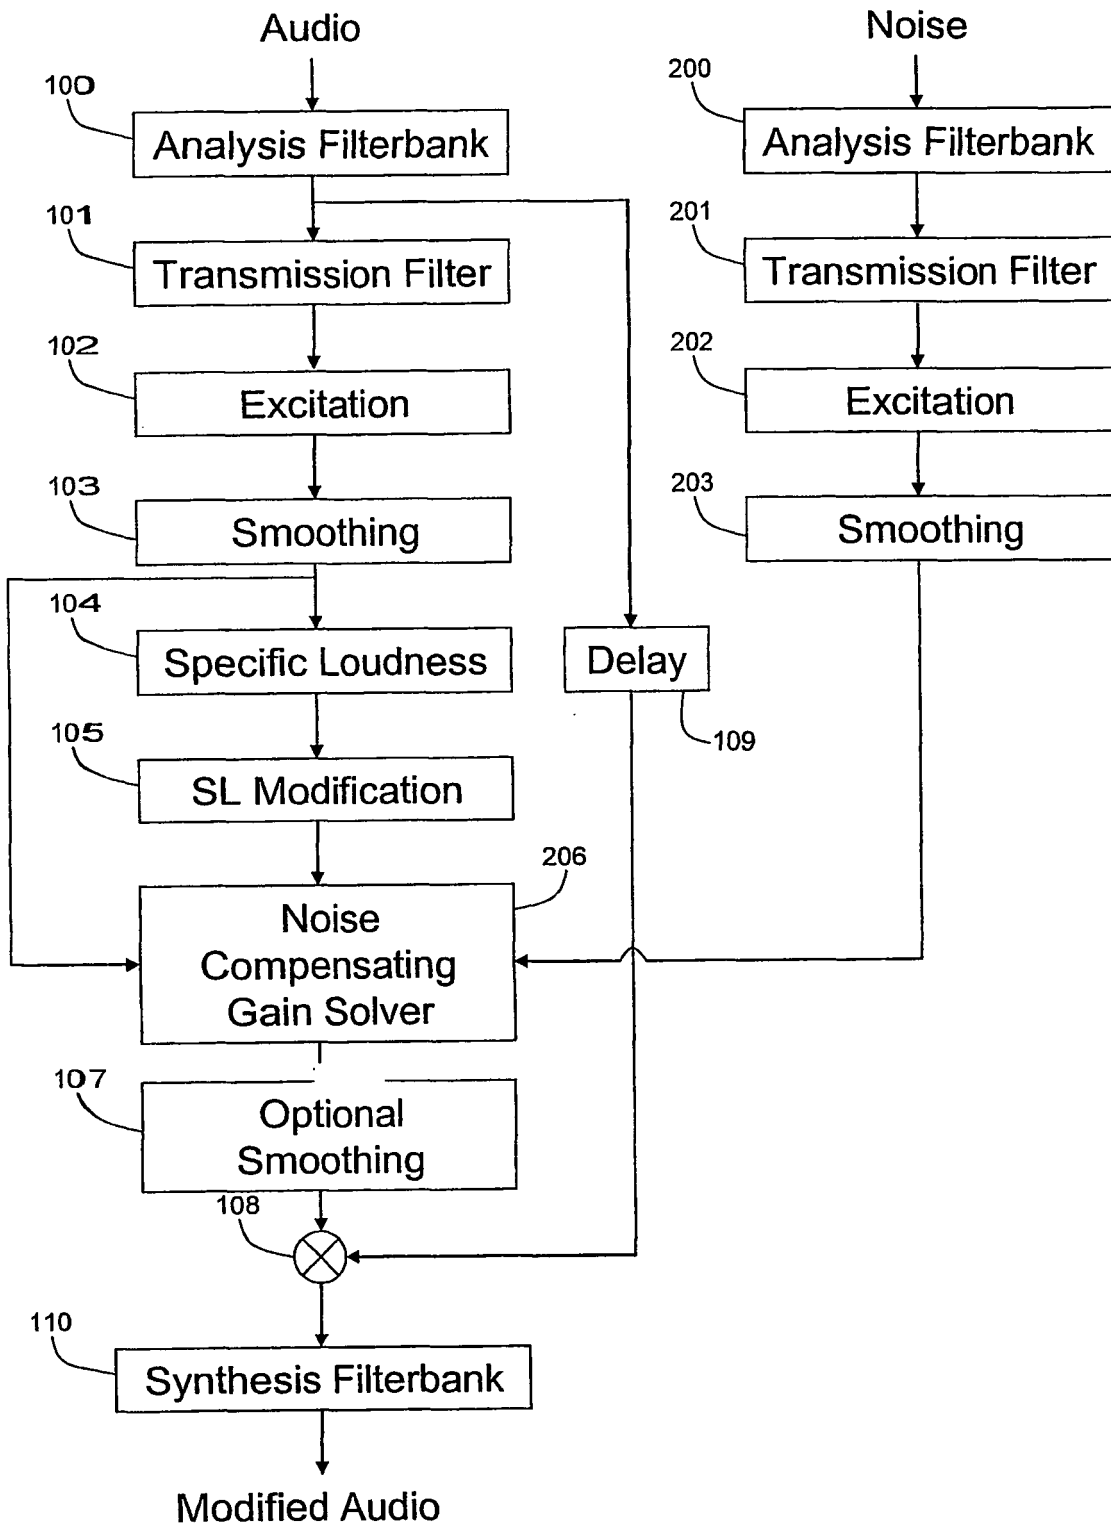 Audio
100
Analysis Filterbank
101
Transmission Filter
102
Excitation
103
Smoothing
104
Specific Loudness
105
SL Modification
206
Noise
Compensating
Gain Solver
107
Optional
Smoothing
108
110
Synthesis Filterbank
Modified Audio
Delay
109
Noise
200
Analysis Filterbank
201
Transmission Filter
202
Excitation
203
Smoothing